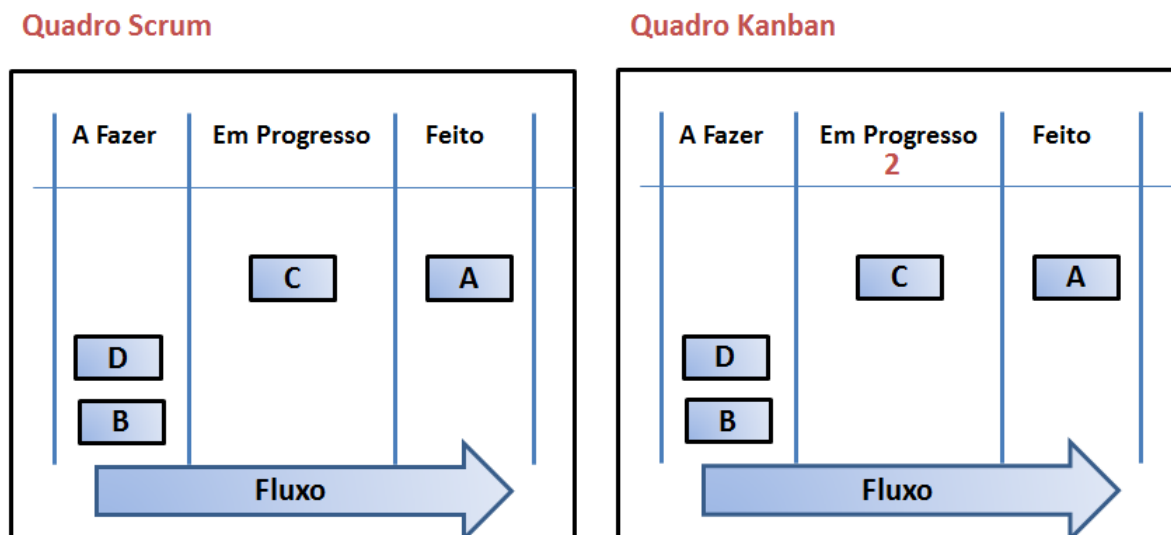 Quadro Scrum
A Fazer Em Progresso Feito
C A
D
B
Fluxo
Quadro Kanban
A Fazer Em Progresso Feito
2
C A
D
B
Fluxo